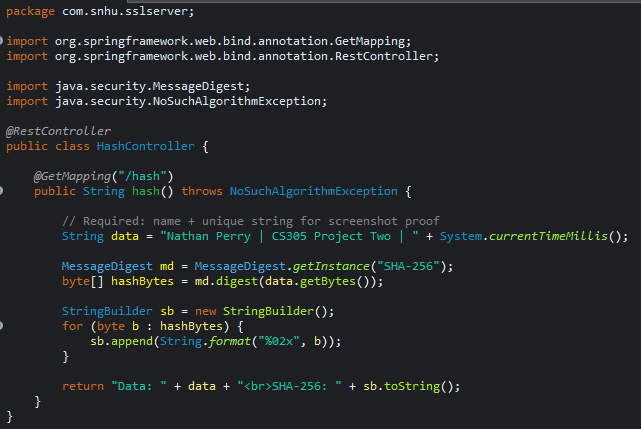 package com.snhu.sslserver;
import org.springframework.web.bind.annotation.GetMapping;
import org.springframework.web.bind.annotation.RestController;
import java.security.MessageDigest;
import java.security.NoSuchAlgorithmException;
@RestController
public class HashController {
@GetMapping("/hash")
public String hash() throws NoSuchAlgorithmException {
// Required: name + unique string for screenshot proof
String data = "Nathan Perry | CS305 Project Two | " + System.currentTimeMillis();
MessageDigest md = MessageDigest.getInstance("SHA-256");
byte[] hashBytes = md.digest(data.getBytes());
StringBuilder sb = new StringBuilder();
for (byte b : hashBytes) {
sb.append(String.format("%02x", b));
}
return "Data: " + data + "<br>SHA-256: " + sb.toString();
}
}